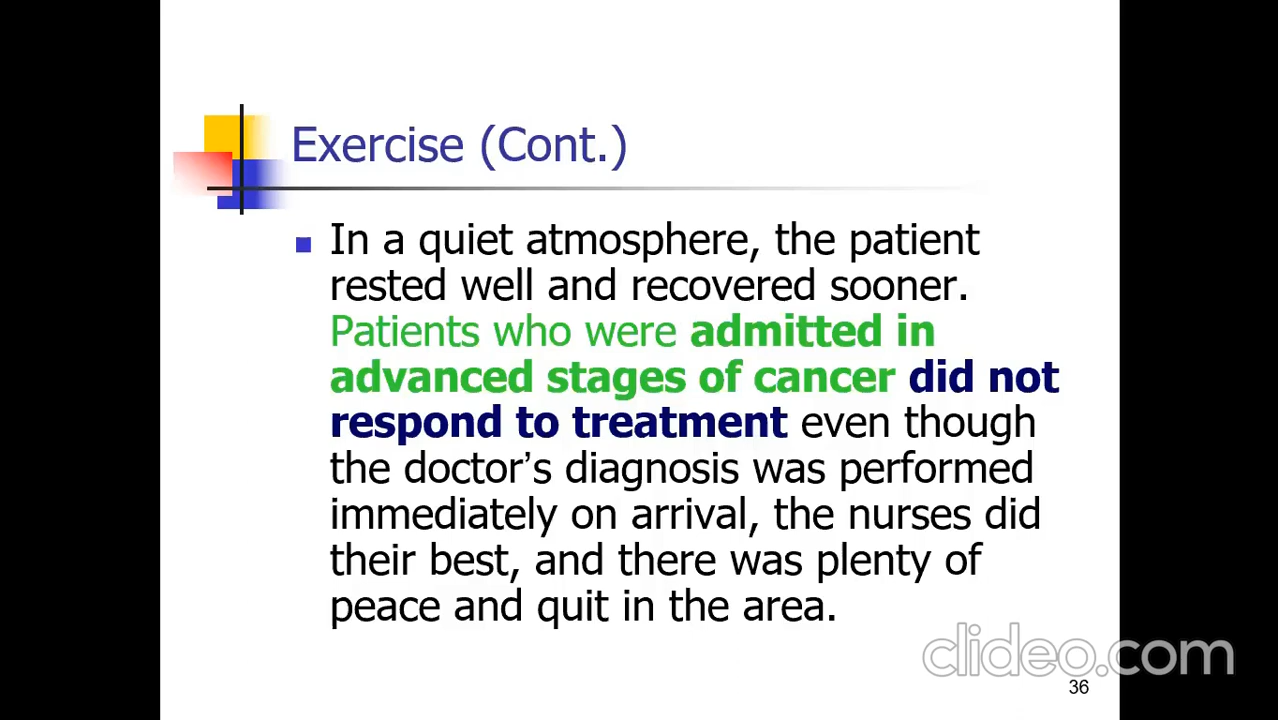 Exercise (Cont.)
In a quiet atmosphere, the patient
rested well and recovered sooner.
Patients who were admitted in
advanced stages of cancer did not
respond to treatment even though
the doctor’s diagnosis was performed
immediately on arrival, the nurses did
their best, and there was plenty of
peace and quit in the area.
clideo.com
36